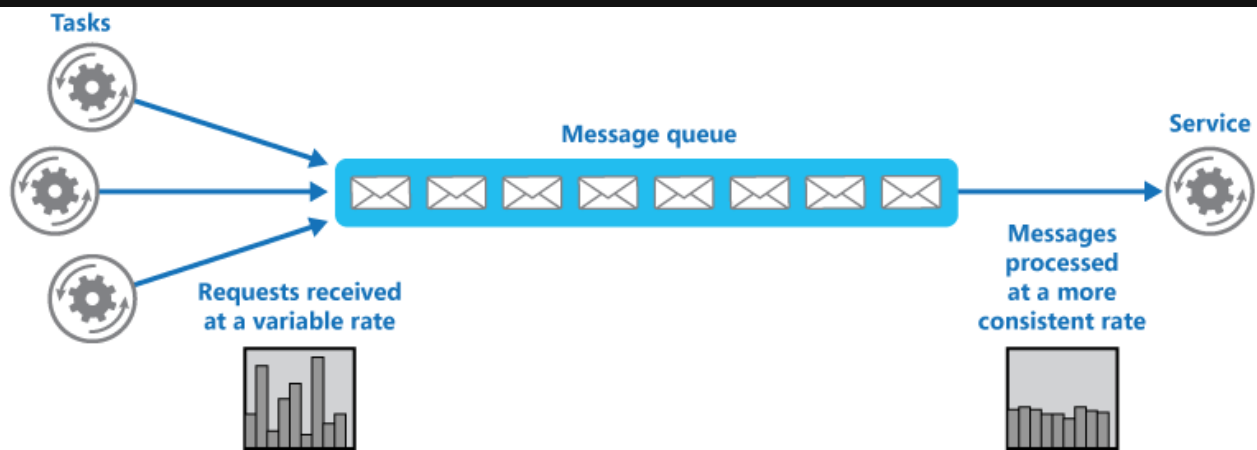 Tasks
Message queue
Service
Requests received
at a variable rate
Messages
processed
at a more
consistent rate